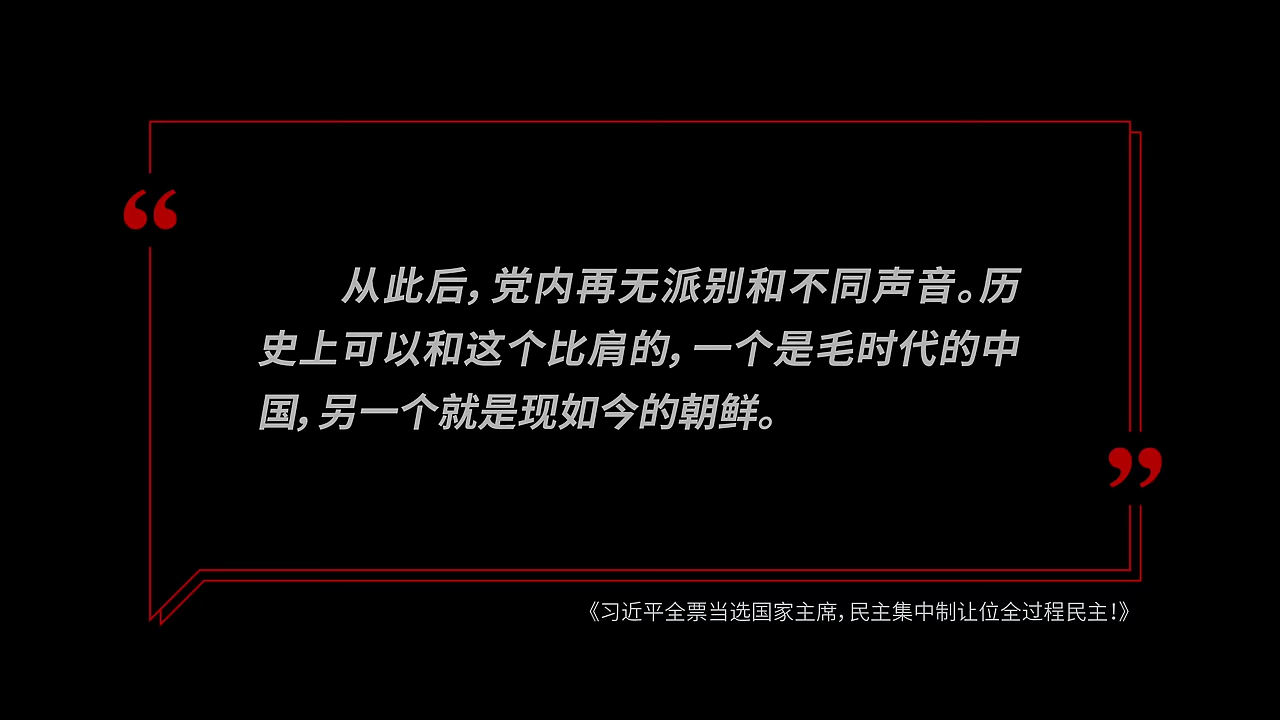 从此后，党内再无派别和不同声音。历
史上可以和这个比肩的，一个是毛时代的中
国，另一个就是现如今的朝鲜。
《习近平全票当选国家主席，民主集中制让位全过程民主！》